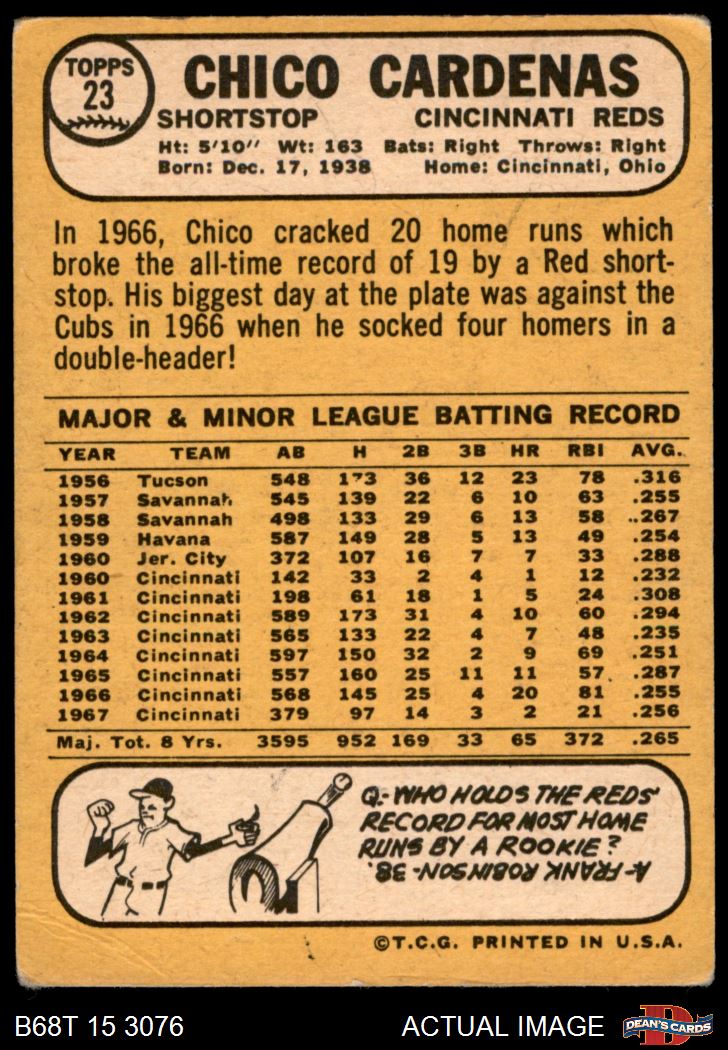 TOPPS
23
CHICO CARDENAS
SHORTSTOP CINCINNATI REDS
Ht: 5'10" Wt: 163 Bats: Right Throws: Right
Born: Dec. 17, 1938 Home: Cincinnati, Ohio
In 1966, Chico cracked 20 home runs which
broke the all-time record of 19 by a Red short-
stop. His biggest day at the plate was against the
Cubs in 1966 when he socked four homers in a
double-header!
MAJOR & MINOR LEAGUE BATTING RECORD
YEAR TEAM AB H 2B 3B HR RBI AVG.
1956 Tucson 548 173 36 12 23 78 .316
1957 Savannah 545 139 22 6 10 63 .255
1958 Savannah 498 133 29 6 13 58 .267
1959 Havana 587 149 28 5 13 49 .254
1960 Jer. City 372 107 16 7 7 33 .288
1960 Cincinnati 142 33 2 4 1 12 .232
1961 Cincinnati 198 61 18 1 5 24 .308
1962 Cincinnati 589 173 31 4 10 60 .294
1963 Cincinnati 565 133 22 4 7 48 .235
1964 Cincinnati 597 150 32 2 9 69 .251
1965 Cincinnati 557 160 25 11 11 57 .287
1966 Cincinnati 568 145 25 4 20 81 .255
1967 Cincinnati 379 97 14 3 2 21 .256
Maj. Tot. 8 Yrs. 3595 952 169 33 65 372 .265
Q.-WHO HOLDS THE REDS'
RECORD FOR MOST HOME
RUNS BY A ROOKIE?
A-FRANK ROBINSON-38.
©T.C.G. PRINTED IN U.S.A.
B68T 15 3076 ACTUAL IMAGE
D
DEAN'S CARDS